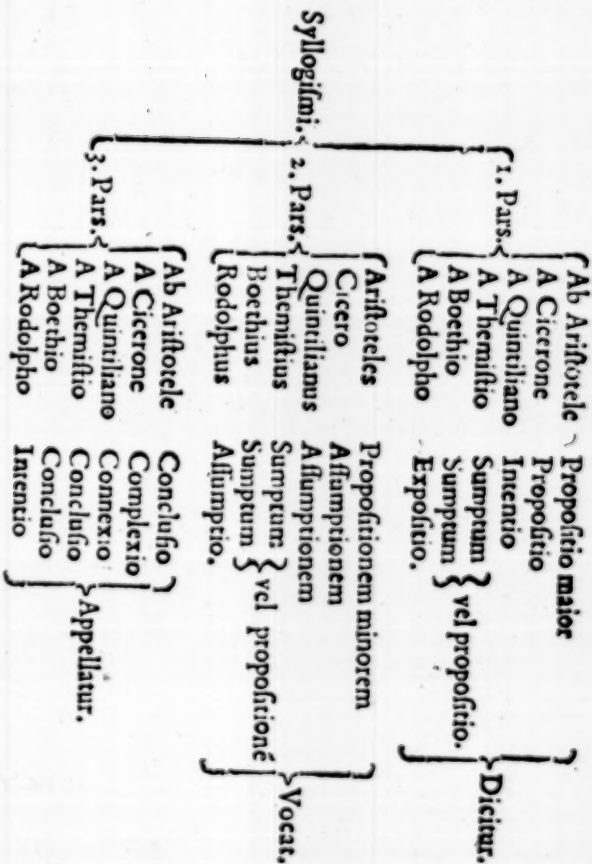 Syllogiſmi.
1. Pars.
Ab Ariſtotele Propoſitio maior
A Cicerone Propoſitio
A Quintiliano Intentio
A Themiſtio Sumptum
A Boethio Sumptum vel propoſitio.
A Rodolpho Expoſitio.
Dicitur
2. Pars.
Ariſtoteles Propoſitionem minorem
Cicero Aſſumptionem
Quintilianus Aſſumptionem
Themiſtius Sumptum
Boethius Sumptum vel propoſitioné
Rodolphus Aſſumptio.
Vocat.
3. Pars.
Ab Ariſtotele Concluſio
A Cicerone Complexio
A Quintiliano Connexio
A Themiſtio Concluſio
A Boethio Concluſio
A Rodolpho Intentio
Appellatur.